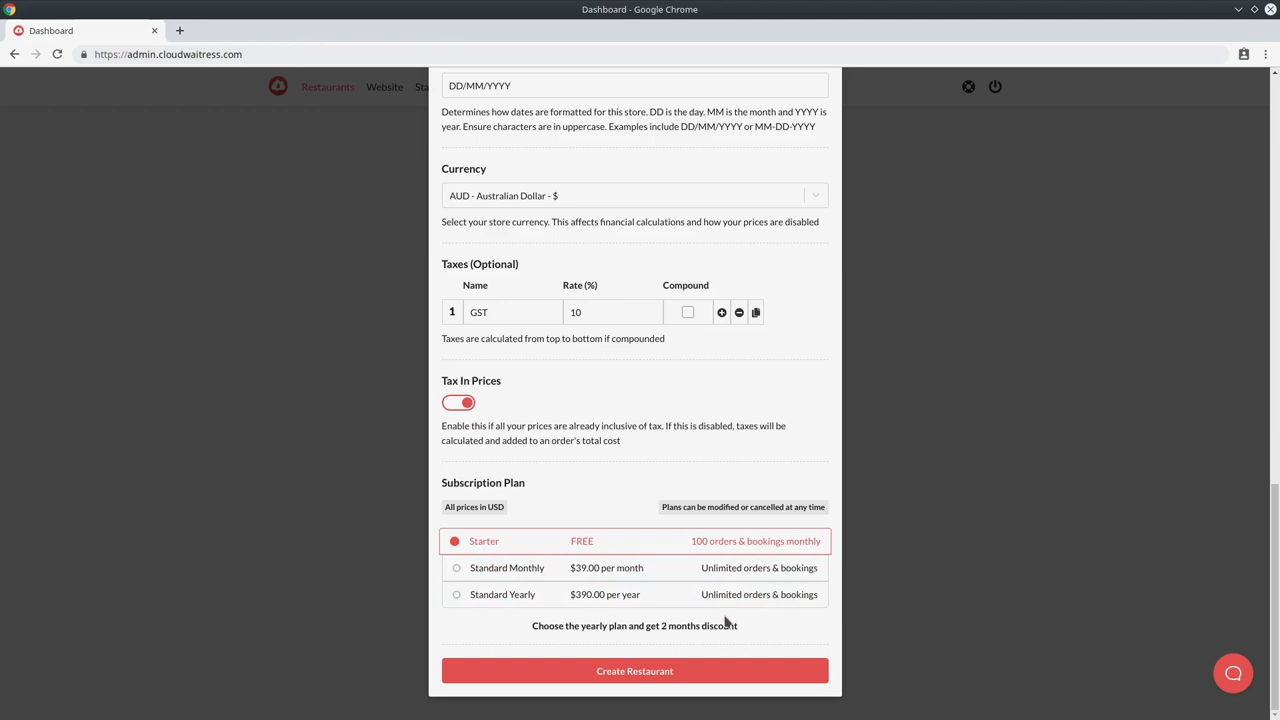 Dashboard - Google Chrome
Dashboard
https://admin.cloudwaitress.com
Restaurants Website Sta
DD/MM/YYYY
Determines how dates are formatted for this store. DD is the day. MM is the month and YYYY is
year. Ensure characters are in uppercase. Examples include DD/MM/YYYY or MM-DD-YYYY
Currency
AUD - Australian Dollar - $
Select your store currency. This affects financial calculations and how your prices are disabled
Taxes (Optional)
Name Rate (%) Compound
1 GST 10
Taxes are calculated from top to bottom if compounded
Tax In Prices
Enable this if all your prices are already inclusive of tax. If this is disabled, taxes will be
calculated and added to an order's total cost
Subscription Plan
All prices in USD Plans can be modified or cancelled at any time
Starter FREE 100 orders & bookings monthly
Standard Monthly $39.00 per month Unlimited orders & bookings
Standard Yearly $390.00 per year Unlimited orders & bookings
Choose the yearly plan and get 2 months discount
Create Restaurant